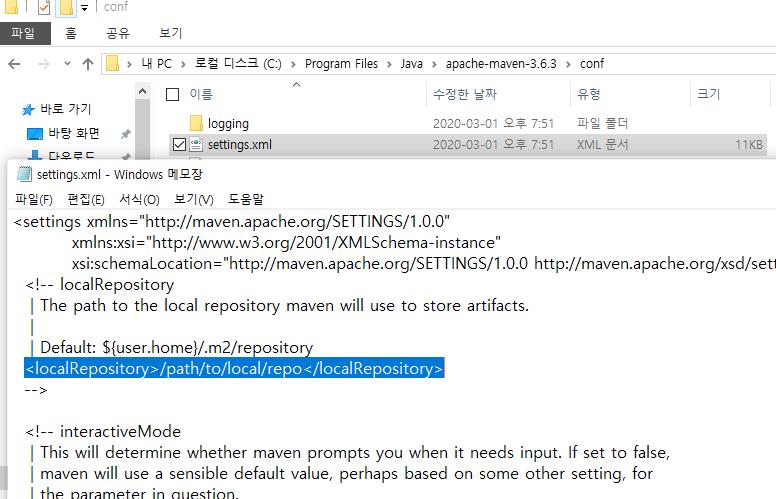 conf
파일 홈 공유 보기
내 PC > 로컬 디스크 (C:) > Program Files > Java > apache-maven-3.6.3 > conf
바로 가기
바탕 화면
다운로드
이름 수정한 날짜 유형 크기
logging 2020-03-01 오후 7:51 파일 폴더
settings.xml 2020-03-01 오후 7:51 XML 문서 11KB
settings.xml - Windows 메모장
파일(F) 편집(E) 서식(O) 보기(V) 도움말
<settings xmlns="http://maven.apache.org/SETTINGS/1.0.0"
xmlns:xsi="http://www.w3.org/2001/XMLSchema-instance"
xsi:schemaLocation="http://maven.apache.org/SETTINGS/1.0.0 http://maven.apache.org/xsd/sett
<!-- localRepository
| The path to the local repository maven will use to store artifacts.
|
| Default: ${user.home}/.m2/repository
<localRepository>/path/to/local/repo</localRepository>
-->
<!-- interactiveMode
| This will determine whether maven prompts you when it needs input. If set to false,
| maven will use a sensible default value, perhaps based on some other setting, for
| the parameter in question.